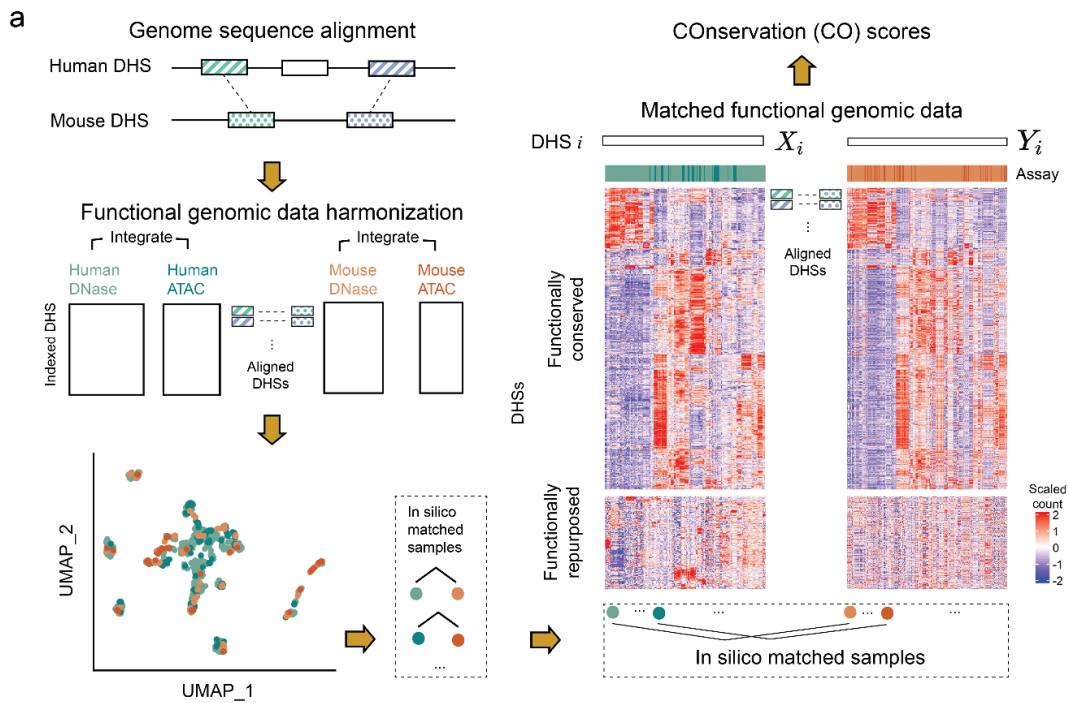 a
Genome sequence alignment
Human DHS
Mouse DHS
Functional genomic data harmonization
Integrate
Integrate
Human
DNase
Human
ATAC
Mouse
DNase
Mouse
ATAC
Indexed DHS
⋮
Aligned
DHSs
UMAP_2
UMAP_1
In silico
matched
samples
...
COnservation (CO) scores
Matched functional genomic data
DHS i
Xi
Yi
Assay
⋮
Aligned
DHSs
DHSs
Functionally
conserved
Functionally
repurposed
Scaled
count
2
1
0
-1
-2
... ... ... ...
In silico matched samples